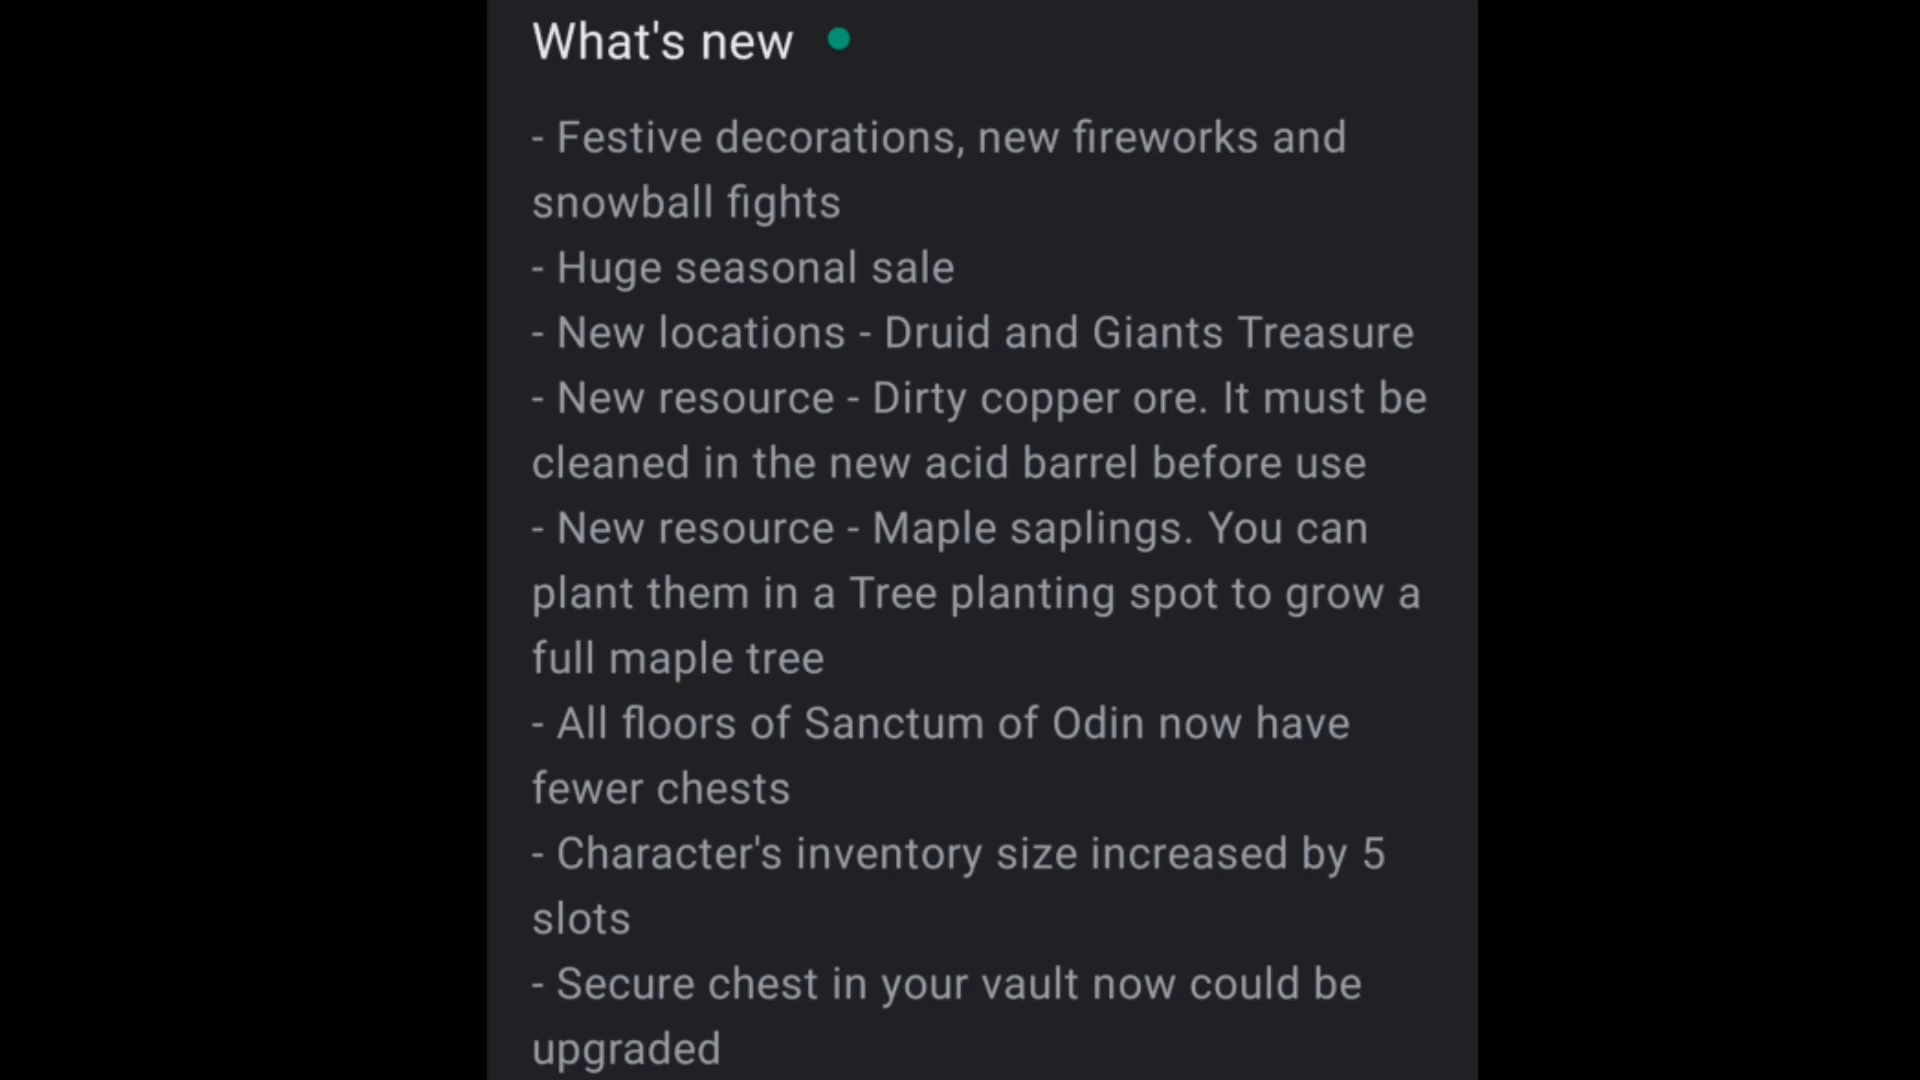 What's new
- Festive decorations, new fireworks and
snowball fights
- Huge seasonal sale
- New locations - Druid and Giants Treasure
- New resource - Dirty copper ore. It must be
cleaned in the new acid barrel before use
- New resource - Maple saplings. You can
plant them in a Tree planting spot to grow a
full maple tree
- All floors of Sanctum of Odin now have
fewer chests
- Character's inventory size increased by 5
slots
- Secure chest in your vault now could be
upgraded